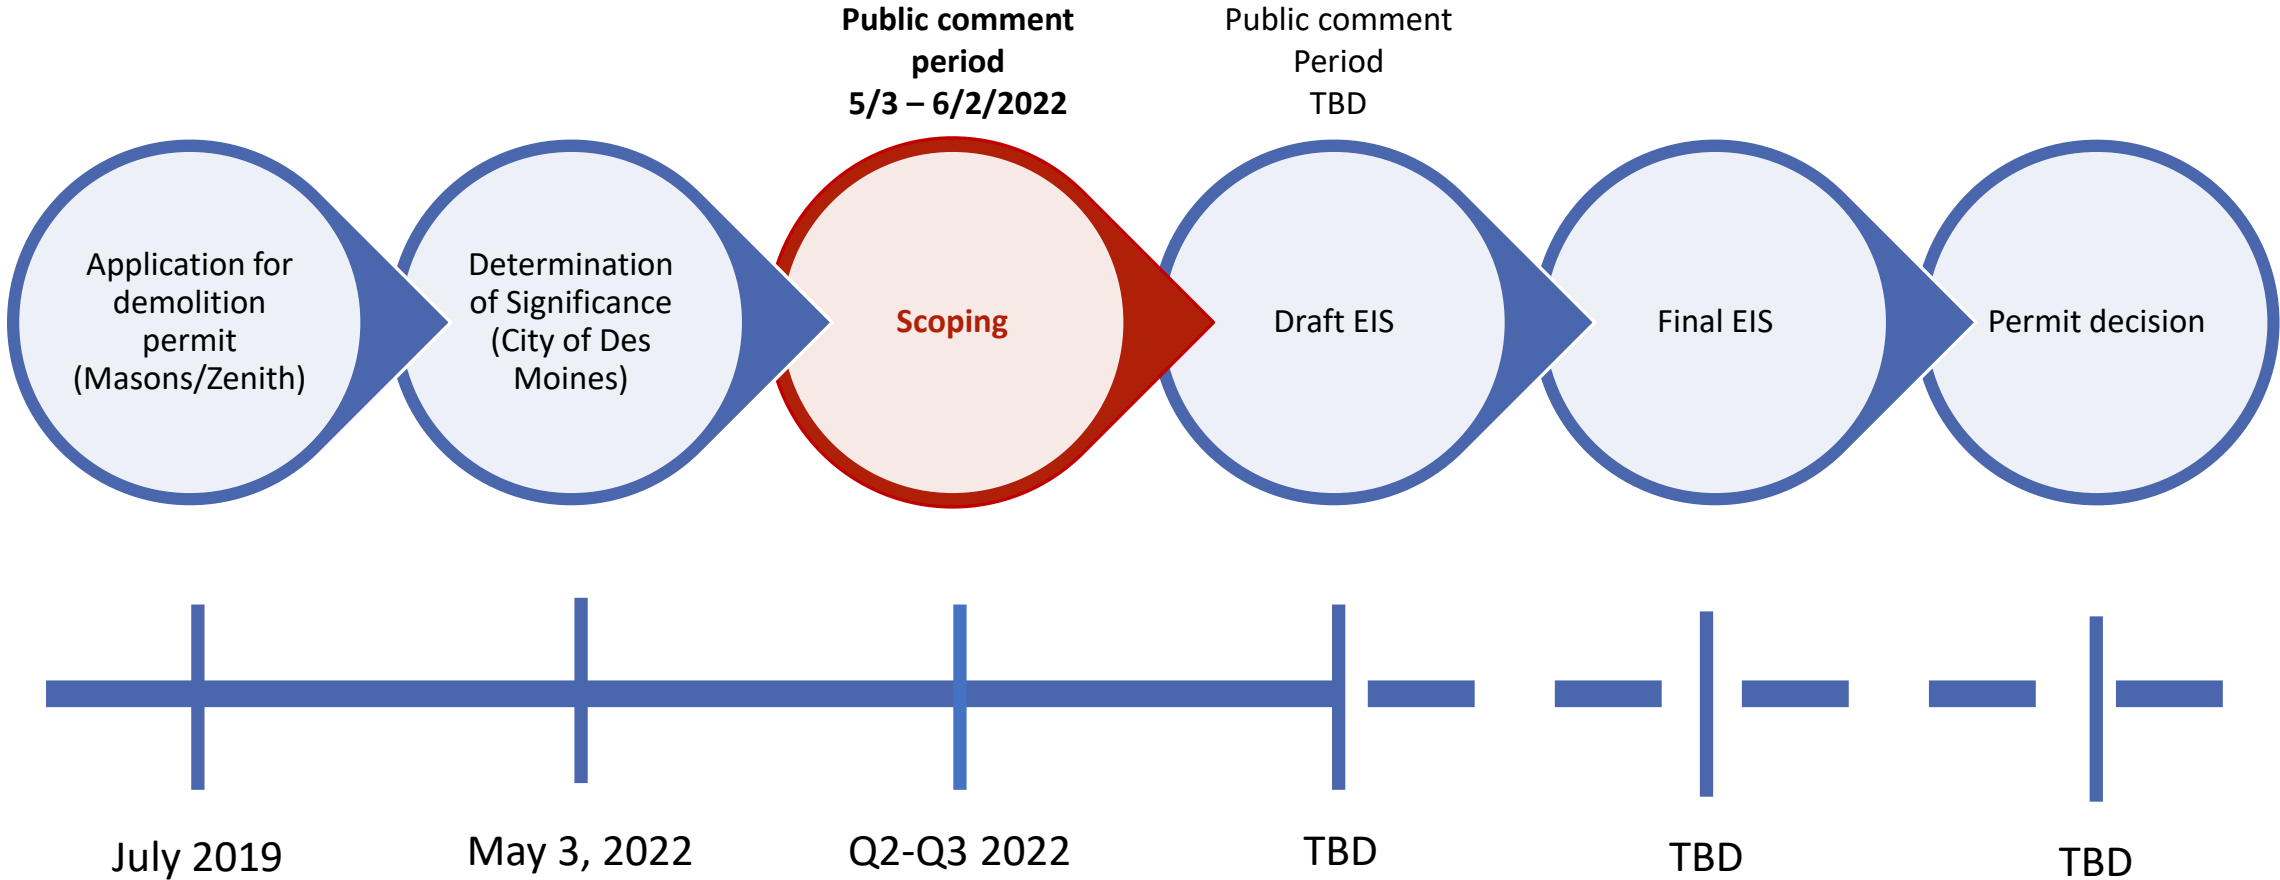 Public comment
period
5/3 – 6/2/2022
Public comment
Period
TBD
Application for
demolition
permit
(Masons/Zenith)
Determination
of Significance
(City of Des
Moines)
Scoping
Draft EIS
Final EIS
Permit decision
July 2019
May 3, 2022
Q2-Q3 2022
TBD
TBD
TBD